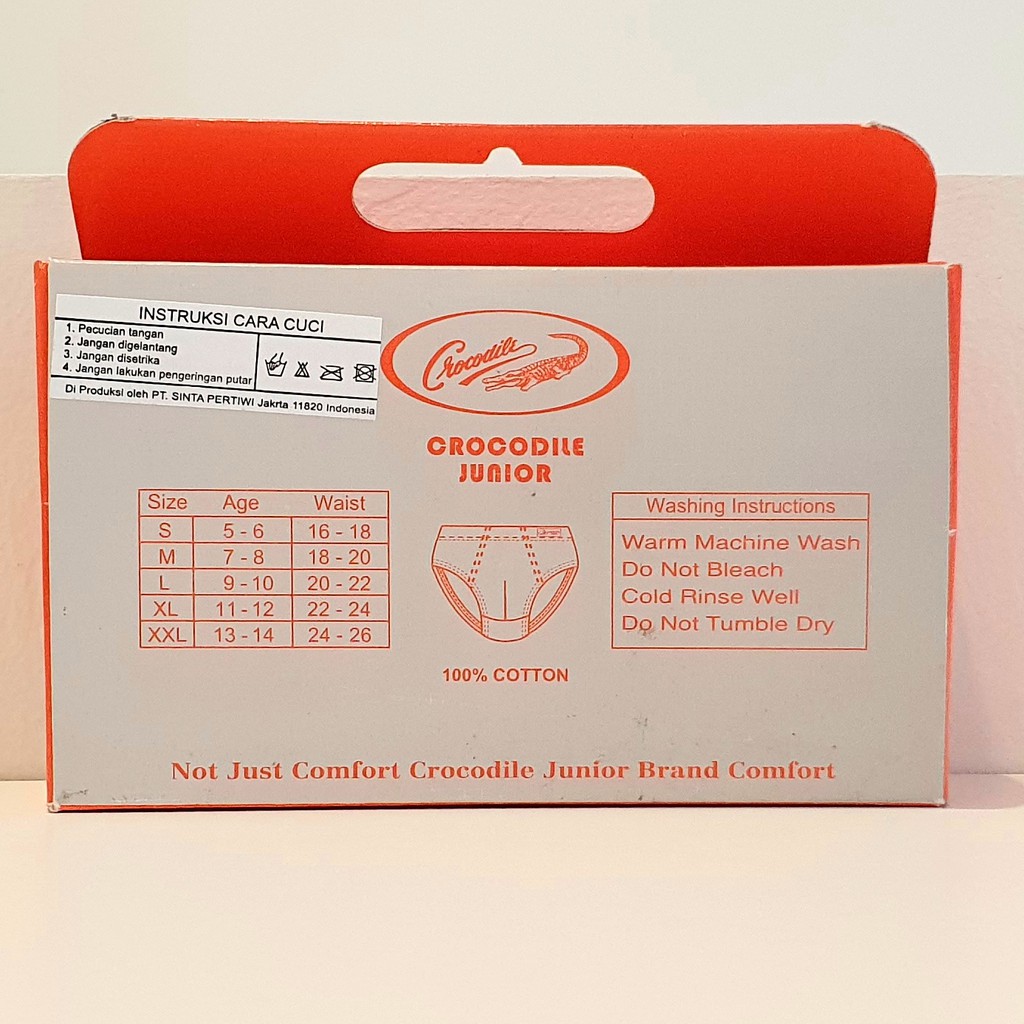 INSTRUKSI CARA CUCI
1. Pecucian tangan
2. Jangan digelantang
3. Jangan disetrika
4. Jangan lakukan pengeringan putar
Di Produksi oleh PT. SINTA PERTIWI Jakrta 11820 Indonesia
Crocodile
CROCODILE
JUNIOR
Size Age Waist
S 5 - 6 16 - 18
M 7 - 8 18 - 20
L 9 - 10 20 - 22
XL 11 - 12 22 - 24
XXL 13 - 14 24 - 26
100% COTTON
Washing Instructions
Warm Machine Wash
Do Not Bleach
Cold Rinse Well
Do Not Tumble Dry
Not Just Comfort Crocodile Junior Brand Comfort